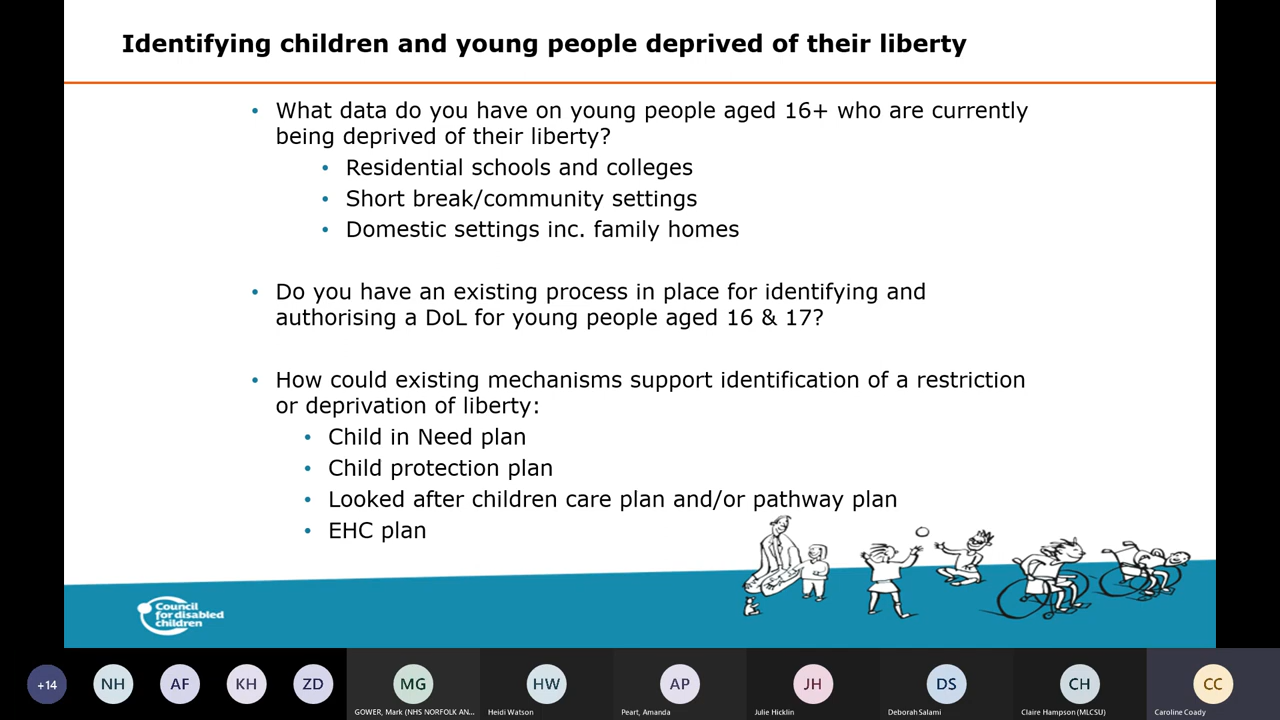 Identifying children and young people deprived of their liberty
• What data do you have on young people aged 16+ who are currently
being deprived of their liberty?
• Residential schools and colleges
• Short break/community settings
• Domestic settings inc. family homes
• Do you have an existing process in place for identifying and
authorising a DoL for young people aged 16 & 17?
• How could existing mechanisms support identification of a restriction
or deprivation of liberty:
• Child in Need plan
• Child protection plan
• Looked after children care plan and/or pathway plan
• EHC plan
Council
for disabled
children
+14 NH AF KH ZD MG HW AP JH DS CH CC
GOWER, Mark (NHS NORFOLK AN... Heidi Watson Peart, Amanda Julie Hicklin Deborah Salami Claire Hampson (MLCSU) Caroline Coady